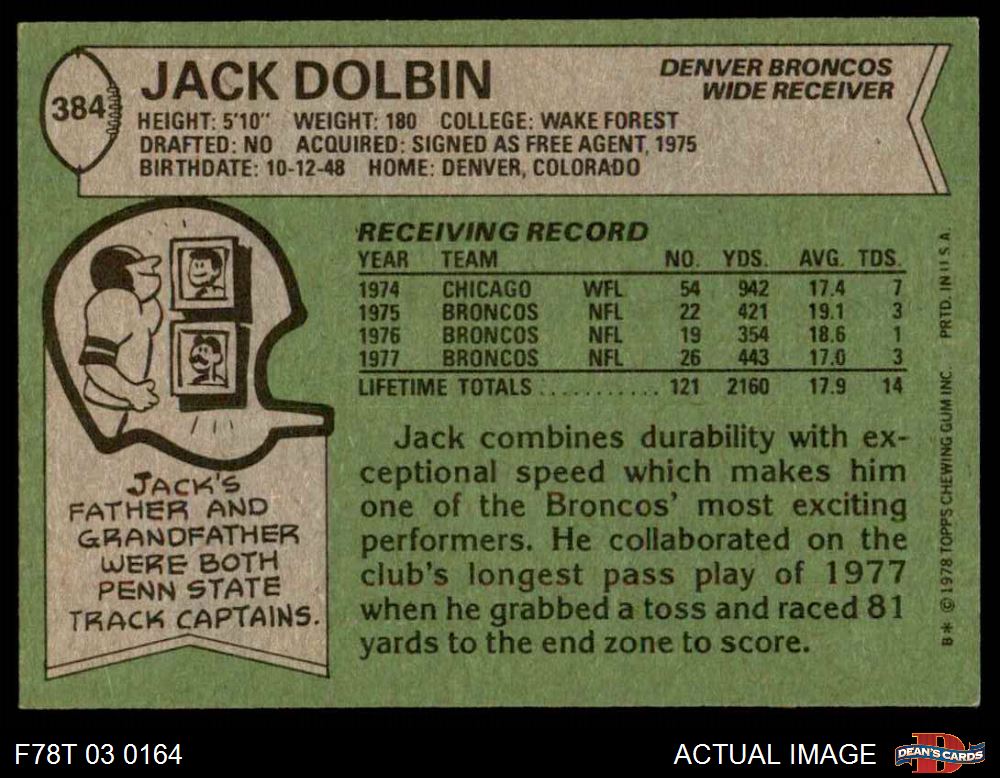 384
JACK DOLBIN
DENVER BRONCOS
WIDE RECEIVER
HEIGHT: 5'10" WEIGHT: 180 COLLEGE: WAKE FOREST
DRAFTED: NO ACQUIRED: SIGNED AS FREE AGENT, 1975
BIRTHDATE: 10-12-48 HOME: DENVER, COLORADO
RECEIVING RECORD
YEAR TEAM NO. YDS. AVG. TDS.
1974 CHICAGO WFL 54 942 17.4 7
1975 BRONCOS NFL 22 421 19.1 3
1976 BRONCOS NFL 19 354 18.6 1
1977 BRONCOS NFL 26 443 17.0 3
LIFETIME TOTALS ........... 121 2160 17.9 14
Jack combines durability with ex-
ceptional speed which makes him
one of the Broncos' most exciting
performers. He collaborated on the
club's longest pass play of 1977
when he grabbed a toss and raced 81
yards to the end zone to score.
JACK'S
FATHER AND
GRANDFATHER
WERE BOTH
PENN STATE
TRACK CAPTAINS.
B* © 1978 TOPPS CHEWING GUM INC. PRTD. IN U.S.A.
F78T 03 0164
ACTUAL IMAGE
DEAN'S CARDS